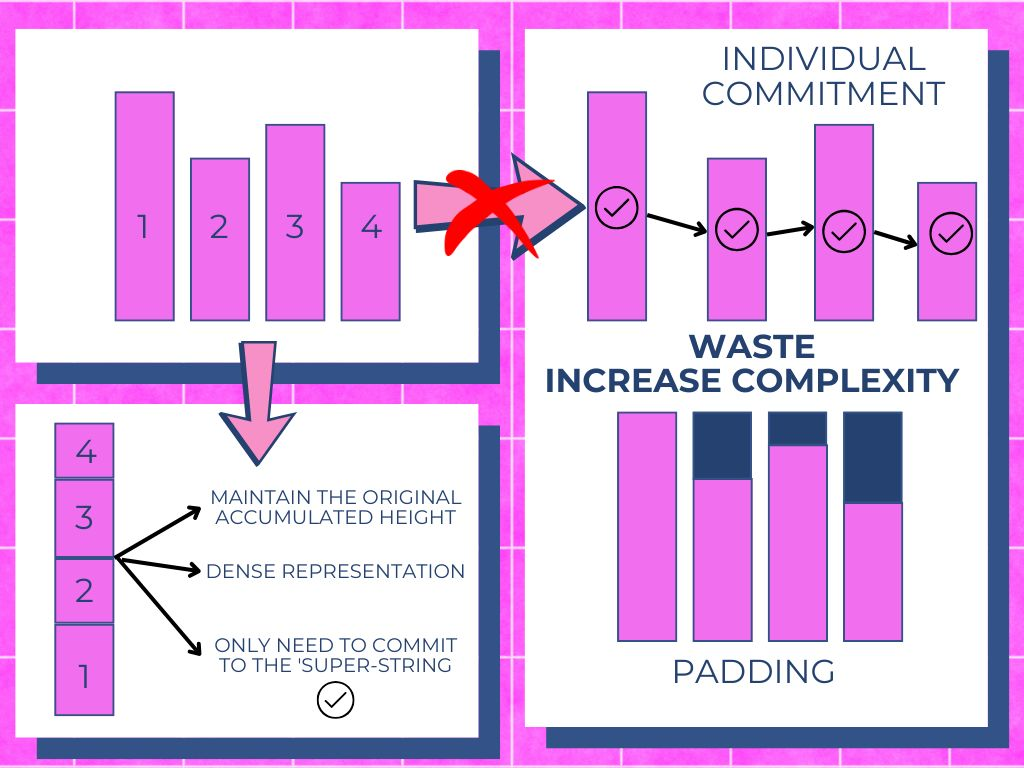 1
2
3
4
INDIVIDUAL
COMMITMENT
WASTE
INCREASE COMPLEXITY
PADDING
4
3
2
1
MAINTAIN THE ORIGINAL
ACCUMULATED HEIGHT
DENSE REPRESENTATION
ONLY NEED TO COMMIT
TO THE 'SUPER-STRING